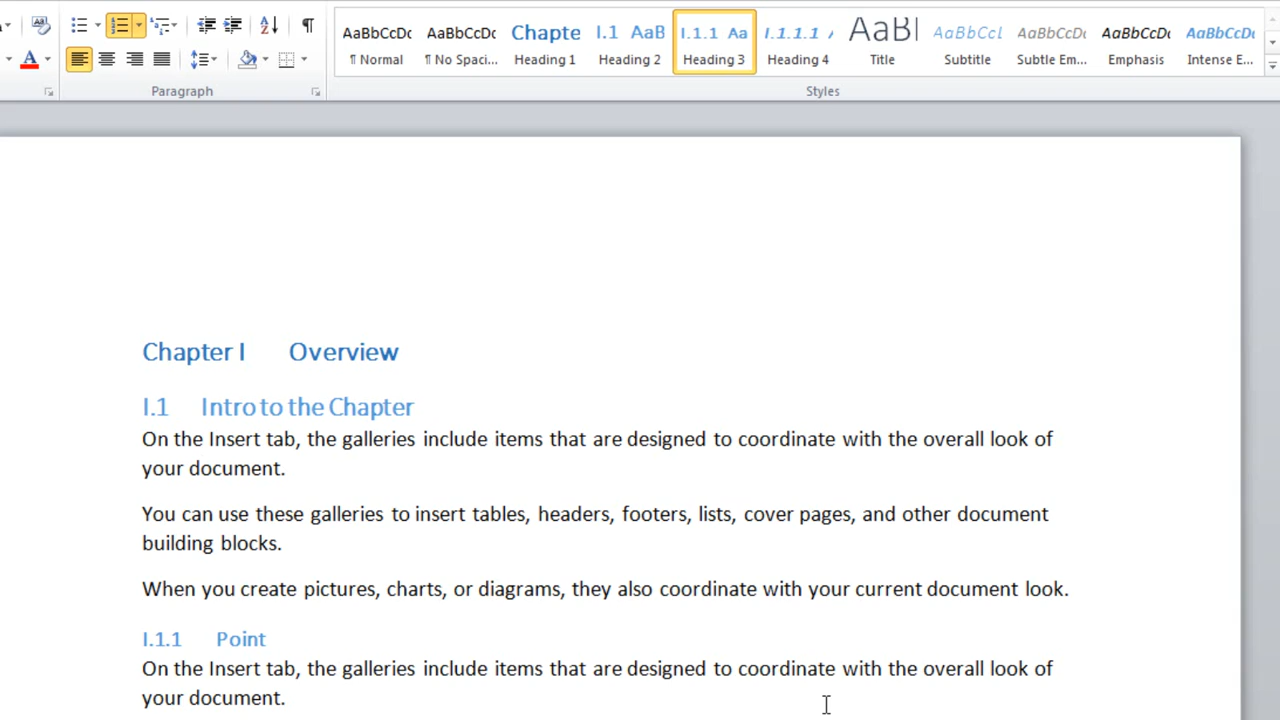 AaBbCcDc AaBbCcDc Chapte I.1 AaB I.1.1 Aa I.1.1.1 AaBl AaBbCcl AaBbCcDc AaBbCcDc AaBbCcDc
¶ Normal ¶ No Spaci... Heading 1 Heading 2 Heading 3 Heading 4 Title Subtitle Subtle Em... Emphasis Intense E...
Paragraph Styles
Chapter I Overview
I.1 Intro to the Chapter
On the Insert tab, the galleries include items that are designed to coordinate with the overall look of
your document.
You can use these galleries to insert tables, headers, footers, lists, cover pages, and other document
building blocks.
When you create pictures, charts, or diagrams, they also coordinate with your current document look.
I.1.1 Point
On the Insert tab, the galleries include items that are designed to coordinate with the overall look of
your document.